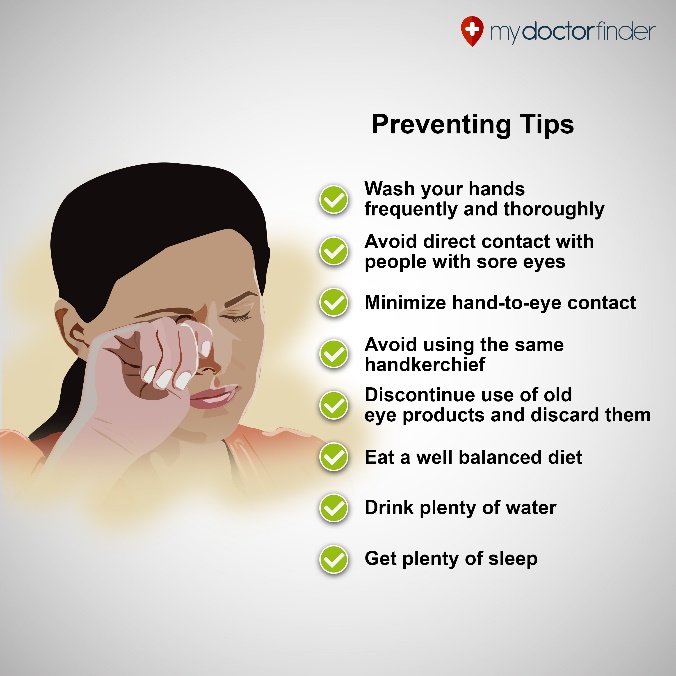 mydoctorfinder
Preventing Tips
Wash your hands
frequently and thoroughly
Avoid direct contact with
people with sore eyes
Minimize hand-to-eye contact
Avoid using the same
handkerchief
Discontinue use of old
eye products and discard them
Eat a well balanced diet
Drink plenty of water
Get plenty of sleep